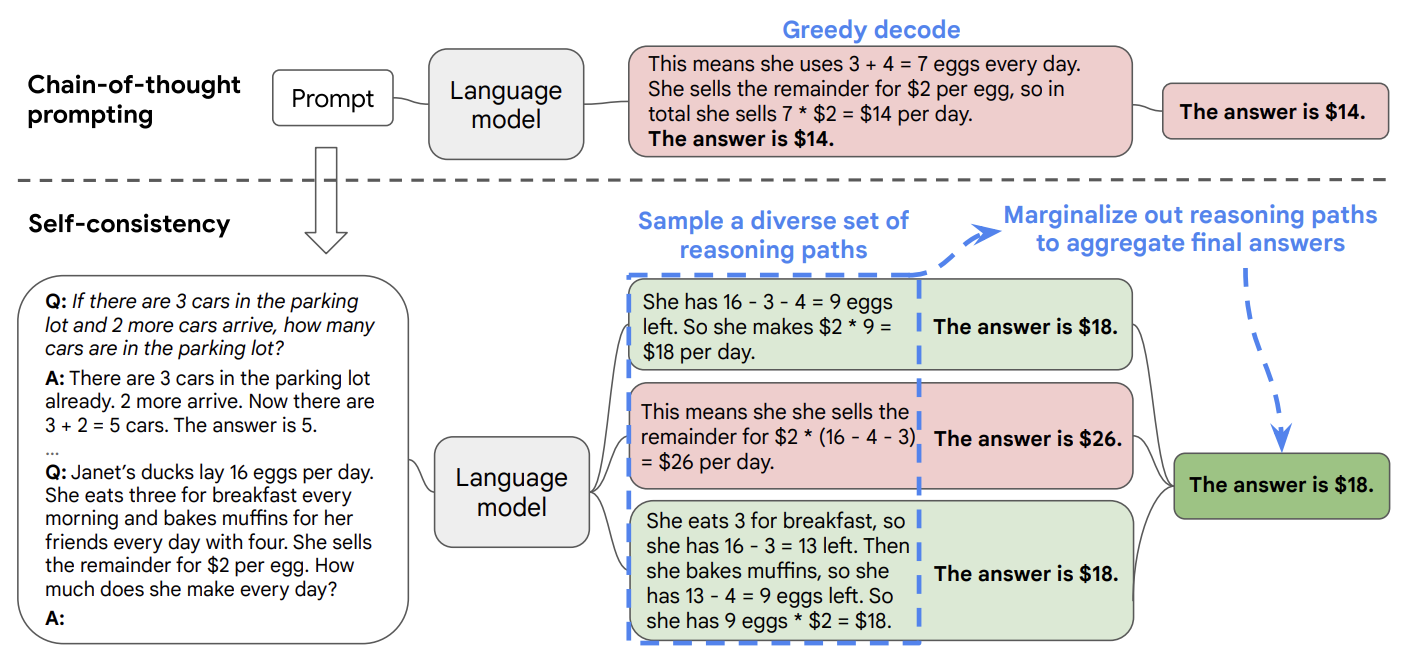 Greedy decode
Chain-of-thought
prompting
Prompt
Language
model
This means she uses 3 + 4 = 7 eggs every day.
She sells the remainder for $2 per egg, so in
total she sells 7 * $2 = $14 per day.
The answer is $14.
The answer is $14.
Self-consistency
Sample a diverse set of
reasoning paths
Marginalize out reasoning paths
to aggregate final answers
Q: If there are 3 cars in the parking
lot and 2 more cars arrive, how many
cars are in the parking lot?
A: There are 3 cars in the parking lot
already. 2 more arrive. Now there are
3 + 2 = 5 cars. The answer is 5.
...
Q: Janet's ducks lay 16 eggs per day.
She eats three for breakfast every
morning and bakes muffins for her
friends every day with four. She sells
the remainder for $2 per egg. How
much does she make every day?
A:
Language
model
She has 16 - 3 - 4 = 9 eggs
left. So she makes $2 * 9 =
$18 per day.
The answer is $18.
This means she she sells the
remainder for $2 * (16 - 4 - 3)
= $26 per day.
The answer is $26.
She eats 3 for breakfast, so
she has 16 - 3 = 13 left. Then
she bakes muffins, so she
has 13 - 4 = 9 eggs left. So
she has 9 eggs * $2 = $18.
The answer is $18.
The answer is $18.